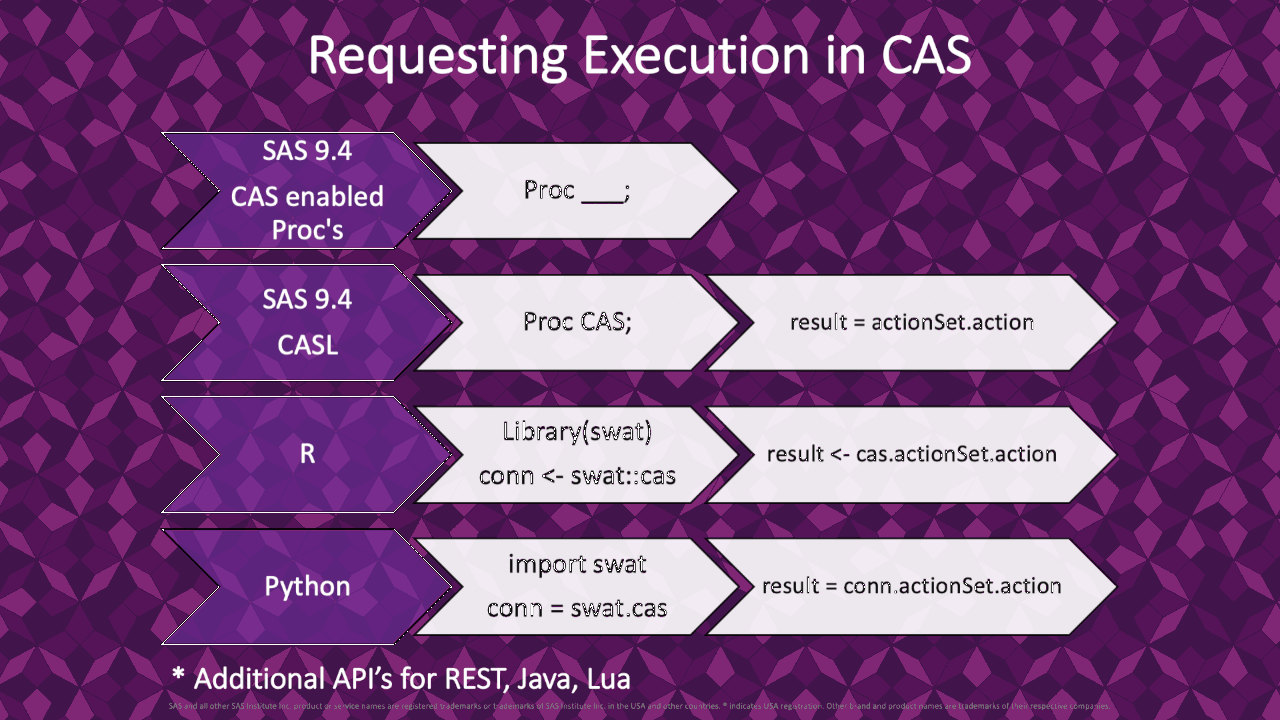 Requesting Execution in CAS
SAS 9.4
CAS enabled
Proc's
Proc ___;
SAS 9.4
CASL
Proc CAS;
result = actionSet.action
R
Library(swat)
conn <- swat::cas
result <- cas.actionSet.action
Python
import swat
conn = swat.cas
result = conn.actionSet.action
* Additional API’s for REST, Java, Lua
SAS and all other SAS Institute Inc. product or service names are registered trademarks or trademarks of SAS Institute Inc. in the USA and other countries. ® indicates USA registration. Other brand and product names are trademarks of their respective companies.